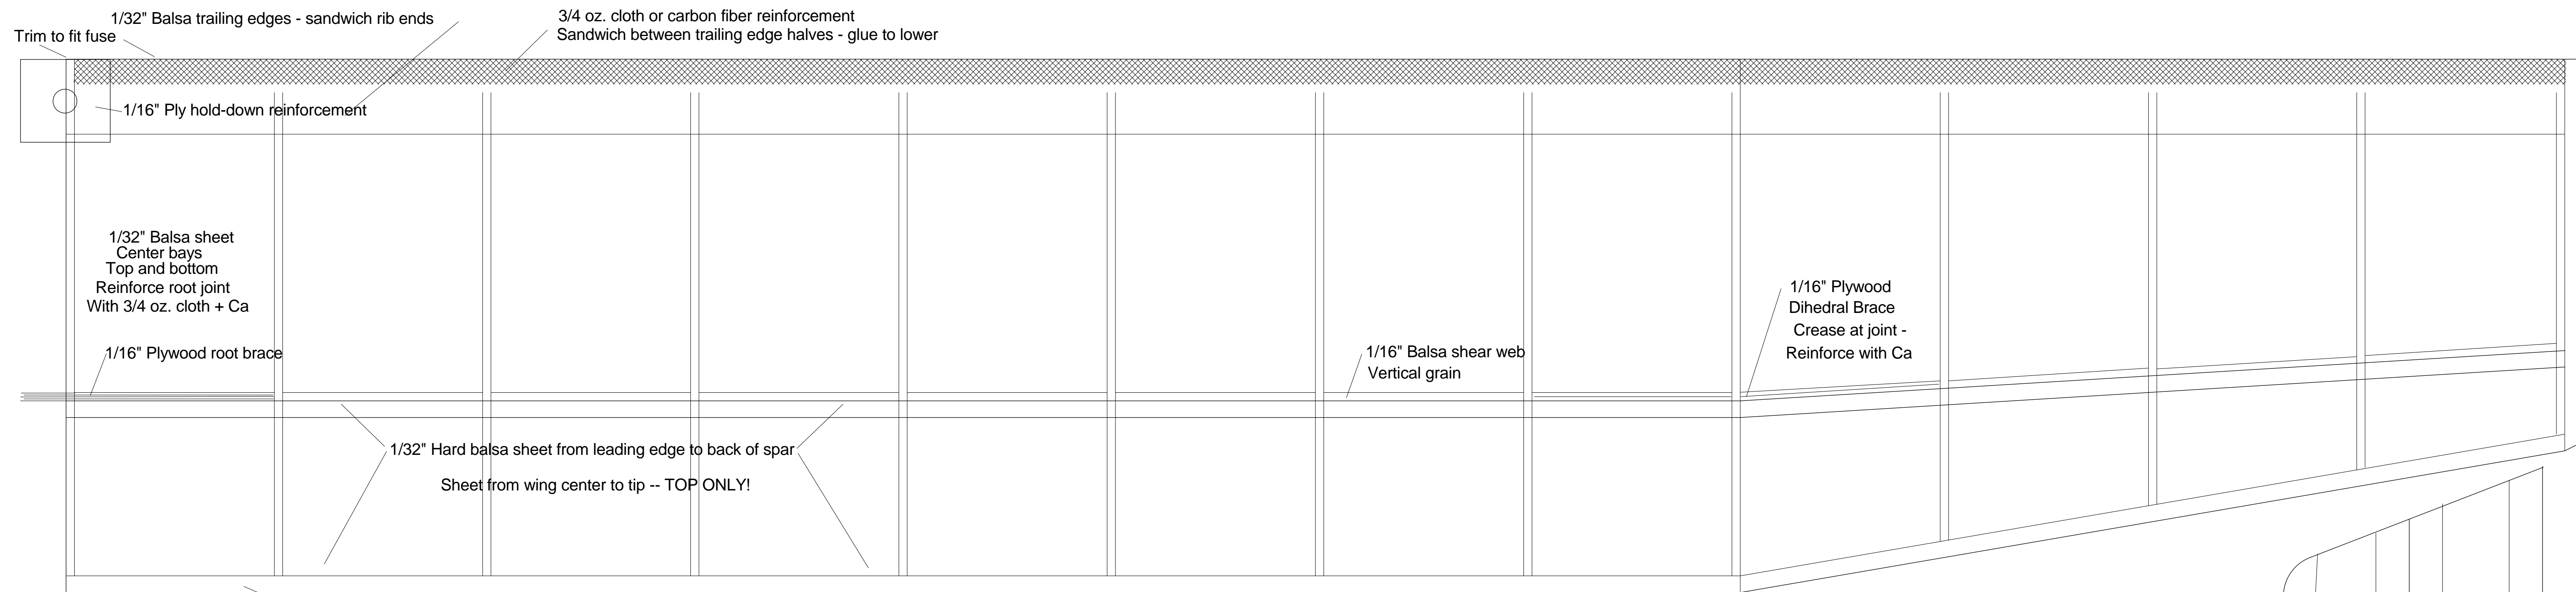 1/32" Balsa trailing edges - sandwich rib ends
Trim to fit fuse
3/4 oz. cloth or carbon fiber reinforcement
Sandwich between trailing edge halves - glue to lower
1/16" Ply hold-down reinforcement
1/32" Balsa sheet
Center bays
Top and bottom
Reinforce root joint
With 3/4 oz. cloth + Ca
1/16" Plywood root brace
1/32" Hard balsa sheet from leading edge to back of spar
Sheet from wing center to tip -- TOP ONLY!
1/16" Balsa shear web
Vertical grain
1/16" Plywood
Dihedral Brace
Crease at joint -
Reinforce with Ca